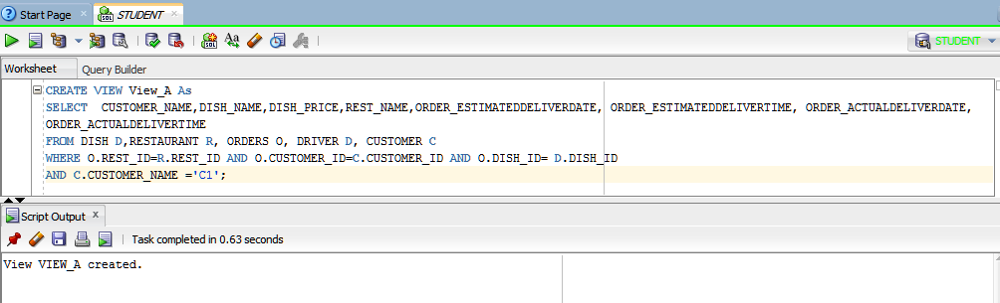 Start Page
STUDENT
STUDENT
Worksheet Query Builder
CREATE VIEW View_A As
SELECT CUSTOMER_NAME,DISH_NAME,DISH_PRICE,REST_NAME,ORDER_ESTIMATEDDELIVERDATE, ORDER_ESTIMATEDDELIVERTIME, ORDER_ACTUALDELIVERDATE,
ORDER_ACTUALDELIVERTIME
FROM DISH D,RESTAURANT R, ORDERS O, DRIVER D, CUSTOMER C
WHERE O.REST_ID=R.REST_ID AND O.CUSTOMER_ID=C.CUSTOMER_ID AND O.DISH_ID= D.DISH_ID
AND C.CUSTOMER_NAME ='C1';
Script Output x
Task completed in 0.63 seconds
View VIEW_A created.